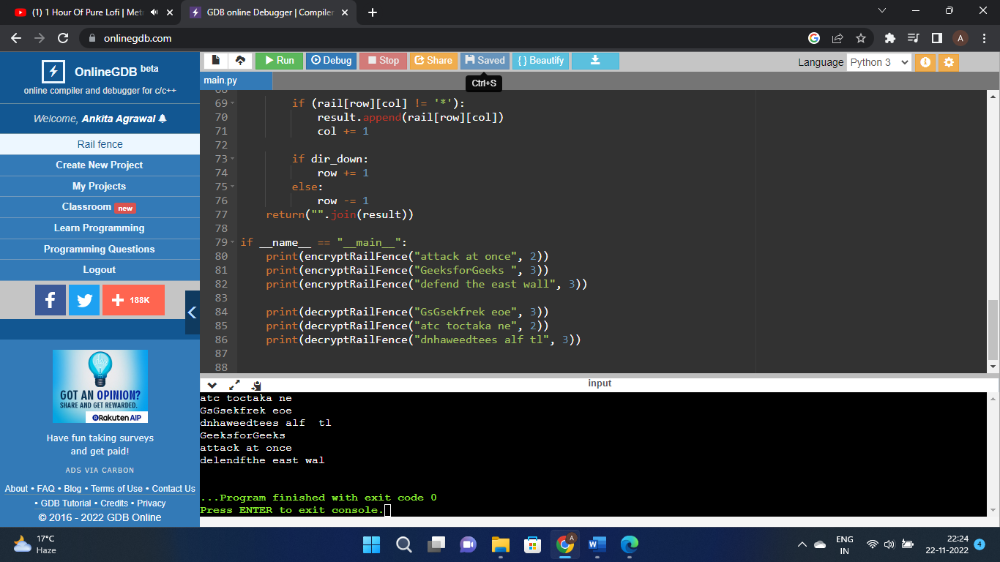 (1) 1 Hour Of Pure Lofi | Met
GDB online Debugger | Compiler
onlinegdb.com
A
OnlineGDB beta
online compiler and debugger for c/c++
Welcome, Ankita Agrawal
Rail fence
Create New Project
My Projects
Classroom new
Learn Programming
Programming Questions
Logout
188K
GOT AN OPINION?
SHARE AND GET REWARDED.
Rakuten AIP
Have fun taking surveys
and get paid!
ADS VIA CARBON
About • FAQ • Blog • Terms of Use • Contact Us
• GDB Tutorial • Credits • Privacy
© 2016 - 2022 GDB Online
Run Debug Stop Share Saved { } Beautify
Language Python 3
Ctrl+S
main.py
68
69 if (rail[row][col] != '*'):
70 result.append(rail[row][col])
71 col += 1
72
73 if dir_down:
74 row += 1
75 else:
76 row -= 1
77 return("".join(result))
78
79 if __name__ == "__main__":
80 print(encryptRailFence("attack at once", 2))
81 print(encryptRailFence("GeeksforGeeks ", 3))
82 print(encryptRailFence("defend the east wall", 3))
83
84 print(decryptRailFence("GsGsekfrek eoe", 3))
85 print(decryptRailFence("atc toctaka ne", 2))
86 print(decryptRailFence("dnhaweedtees alf tl", 3))
87
88
input
atc toctaka ne
GsGsekfrek eoe
dnhaweedtees alf  tl
GeeksforGeeks
attack at once
delendfthe east wal
...Program finished with exit code 0
Press ENTER to exit console.
17°C
Haze
A
W
ENG
IN
22:24
22-11-2022
4